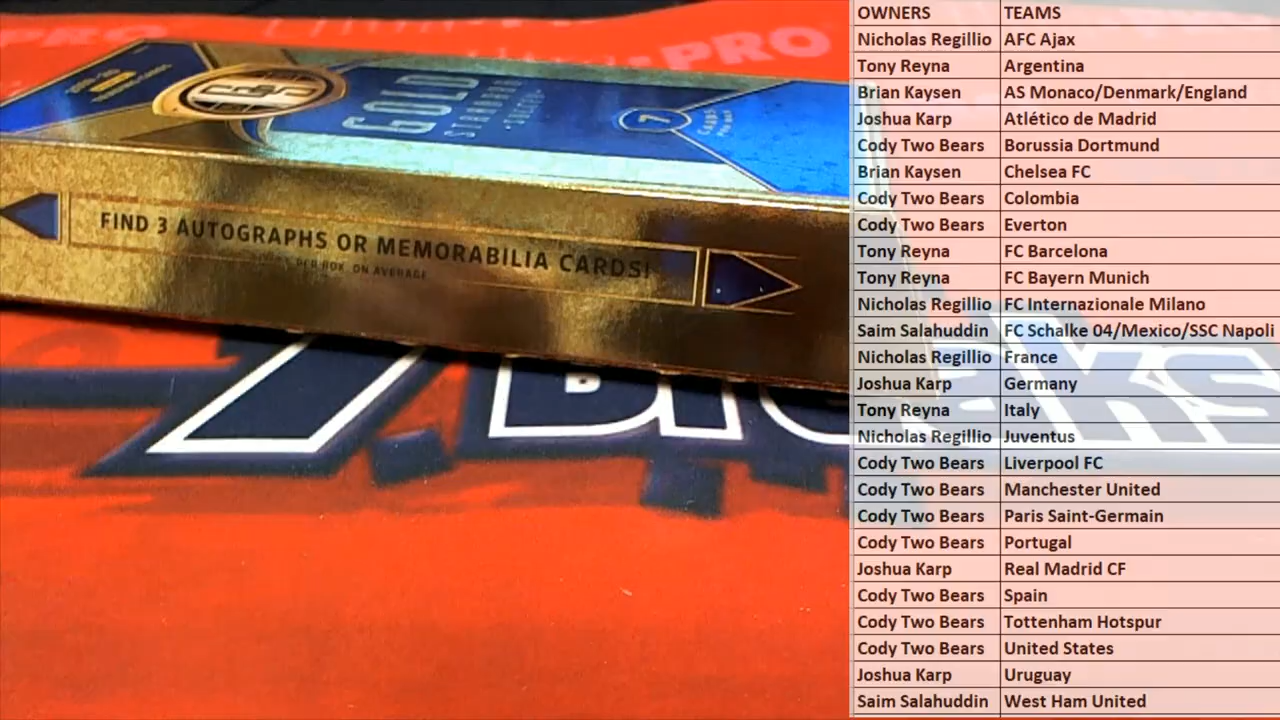 PRO
GOLD
STANDARD
SOCCER
7
CARDS
PER BOX
FIND 3 AUTOGRAPHS OR MEMORABILIA CARDS!
PER BOX, ON AVERAGE
OWNERS TEAMS
Nicholas Regillio AFC Ajax
Tony Reyna Argentina
Brian Kaysen AS Monaco/Denmark/England
Joshua Karp Atlético de Madrid
Cody Two Bears Borussia Dortmund
Brian Kaysen Chelsea FC
Cody Two Bears Colombia
Cody Two Bears Everton
Tony Reyna FC Barcelona
Tony Reyna FC Bayern Munich
Nicholas Regillio FC Internazionale Milano
Saim Salahuddin FC Schalke 04/Mexico/SSC Napoli
Nicholas Regillio France
Joshua Karp Germany
Tony Reyna Italy
Nicholas Regillio Juventus
Cody Two Bears Liverpool FC
Cody Two Bears Manchester United
Cody Two Bears Paris Saint-Germain
Cody Two Bears Portugal
Joshua Karp Real Madrid CF
Cody Two Bears Spain
Cody Two Bears Tottenham Hotspur
Cody Two Bears United States
Joshua Karp Uruguay
Saim Salahuddin West Ham United